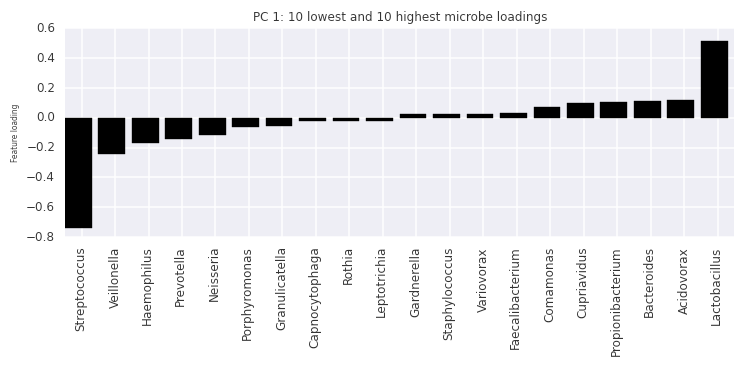 PC 1: 10 lowest and 10 highest microbe loadings
Feature loading
0.6
0.4
0.2
0.0
−0.2
−0.4
−0.6
−0.8
Streptococcus
Veillonella
Haemophilus
Prevotella
Neisseria
Porphyromonas
Granulicatella
Capnocytophaga
Rothia
Leptotrichia
Gardnerella
Staphylococcus
Variovorax
Faecalibacterium
Comamonas
Cupriavidus
Propionibacterium
Bacteroides
Acidovorax
Lactobacillus